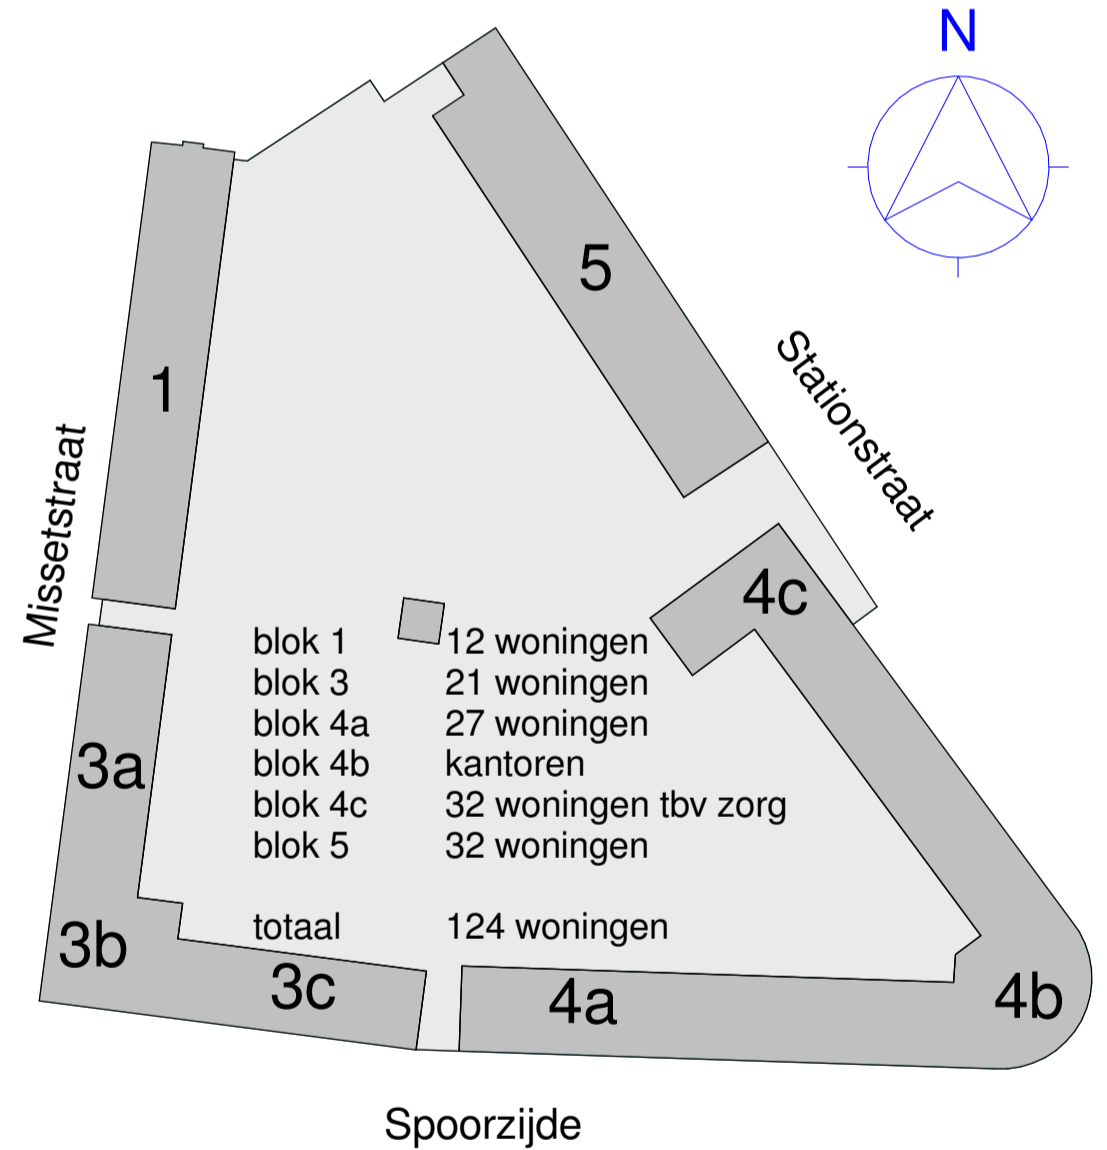 N
5
Stationstraat
1
Missetstraat
4c
blok 1 12 woningen
blok 3 21 woningen
blok 4a 27 woningen
blok 4b kantoren
blok 4c 32 woningen tbv zorg
blok 5 32 woningen
totaal 124 woningen
3a
3b
3c
4a
4b
Spoorzijde